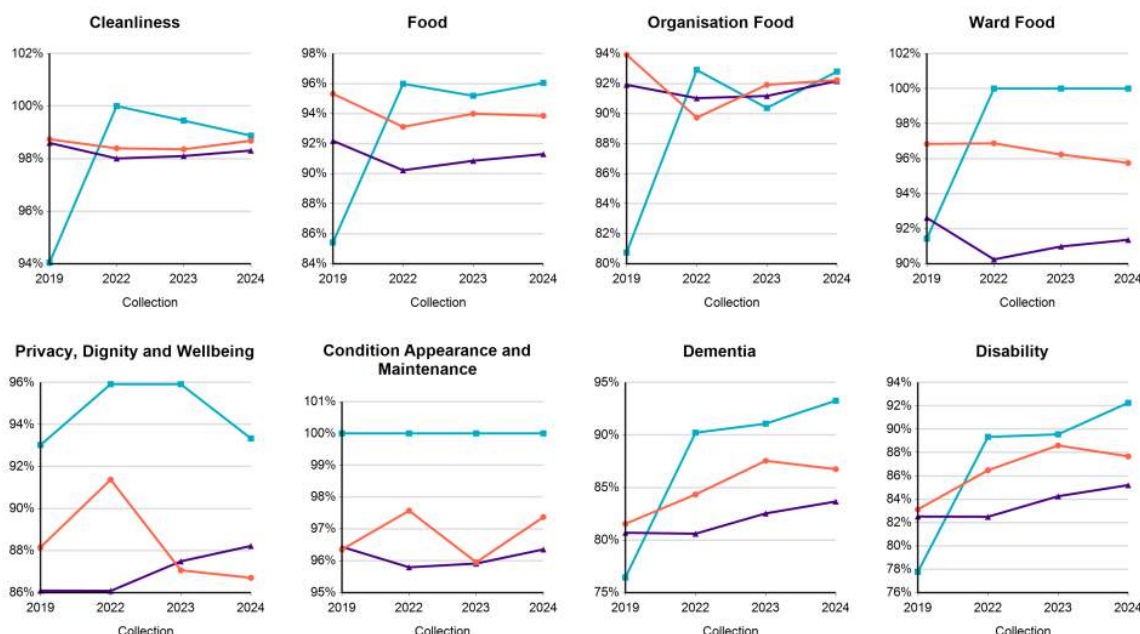 Cleanliness
102%
100%
98%
96%
94%
2019 2022 2023 2024
Collection
Food
98%
96%
94%
92%
90%
88%
86%
84%
2019 2022 2023 2024
Collection
Organisation Food
94%
92%
90%
88%
86%
84%
82%
80%
2019 2022 2023 2024
Collection
Ward Food
102%
100%
98%
96%
94%
92%
90%
2019 2022 2023 2024
Collection
Privacy, Dignity and Wellbeing
96%
94%
92%
90%
88%
86%
2019 2022 2023 2024
Collection
Condition Appearance and
Maintenance
101%
100%
99%
98%
97%
96%
95%
2019 2022 2023 2024
Collection
Dementia
95%
90%
85%
80%
75%
2019 2022 2023 2024
Collection
Disability
94%
92%
90%
88%
86%
84%
82%
80%
78%
76%
2019 2022 2023 2024
Collection